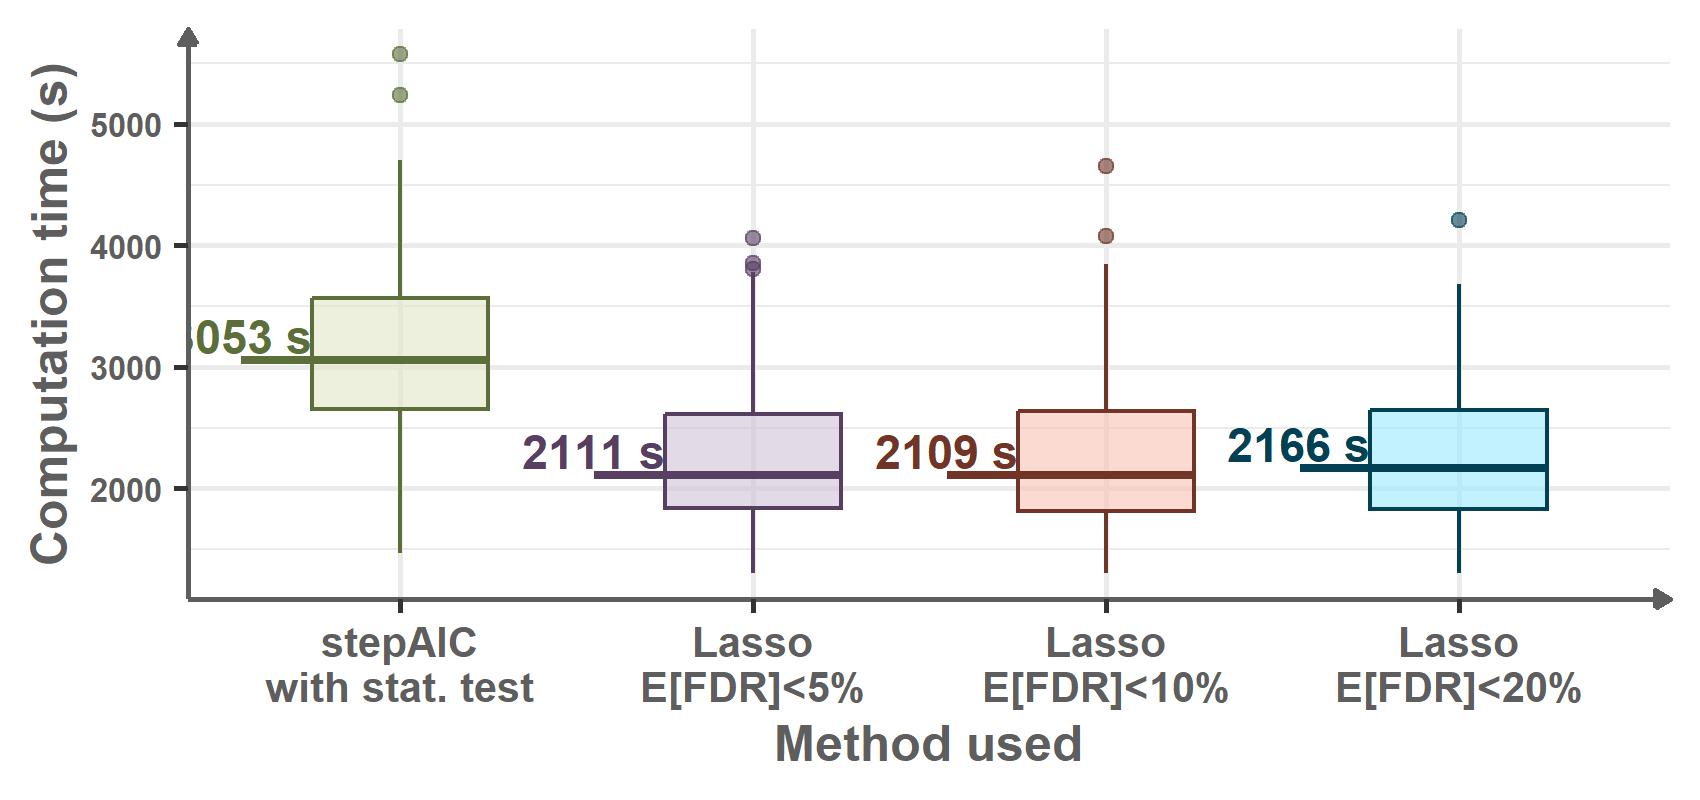 Computation time (s)
5000
4000
3000
2000
053 s
2111 s
2109 s
2166 s
stepAIC
with stat. test
Lasso
E[FDR]<5%
Lasso
E[FDR]<10%
Lasso
E[FDR]<20%
Method used